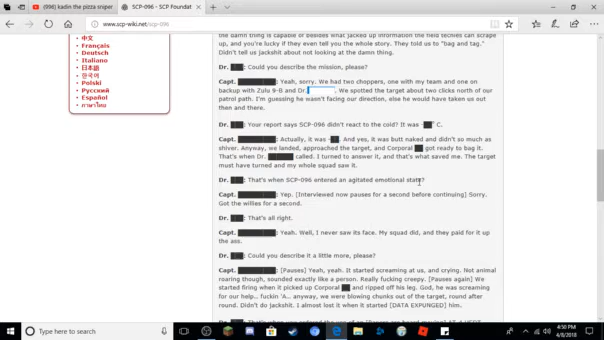 (996) kadin the pizza sniper
SCP-096 - SCP Foundat
www.scp-wiki.net/scp-096
中文
Français
Deutsch
Italiano
日本語
한국어
Polski
Русский
Español
ภาษาไทย
the damn thing is capable of besides what jacked up information the field techies can scrape
up, and you're lucky if even they tell you the whole story. They told us to "bag and tag."
Didn't tell us jackshit about not looking at the damn thing.
Dr. ███: Could you describe the mission, please?
Capt. ████████: Yeah, sorry. We had two choppers, one with my team and one on
backup with Zulu 9-B and Dr. . We spotted the target about two clicks north of our
patrol path. I'm guessing he wasn't facing our direction, else he would have taken us out
then and there.
Dr. ███: Your report says SCP-096 didn't react to the cold? It was -██° C.
Capt. ████████: Actually, it was -██. And yes, it was butt naked and didn't so much as
shiver. Anyway, we landed, approached the target, and Corporal ██ got ready to bag it.
That's when Dr. ██████ called. I turned to answer it, and that's what saved me. The target
must have turned and my whole squad saw it.
Dr. ███: That's when SCP-096 entered an agitated emotional state?
Capt. ████████: Yep. [Interviewed now pauses for a second before continuing] Sorry.
Got the willies for a second.
Dr. ███: That's all right.
Capt. ████████: Yeah. Well, I never saw its face. My squad did, and they paid for it up
the ass.
Dr. ███: Could you describe it a little more, please?
Capt. ████████: [Pauses] Yeah, yeah. It started screaming at us, and crying. Not animal
roaring though, sounded exactly like a person. Really fucking creepy. [Pauses again] We
started firing when it picked up Corporal ██ and ripped off his leg. God, he was screaming
for our help… fuckin 'A… anyway, we were blowing chunks out of the target, round after
round. Didn't do jackshit. I almost lost it when it started [DATA EXPUNGED] him.
Type here to search
4:50 PM
4/8/2018